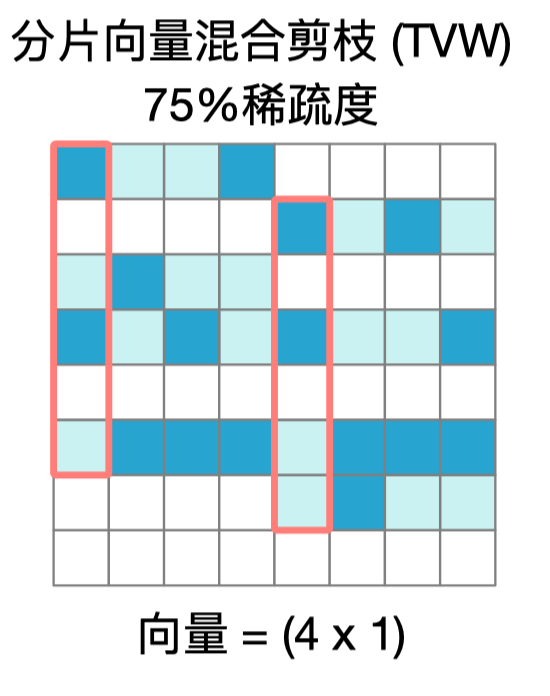 分片向量混合剪枝 (TVW)
75%稀疏度
向量 = (4 x 1)